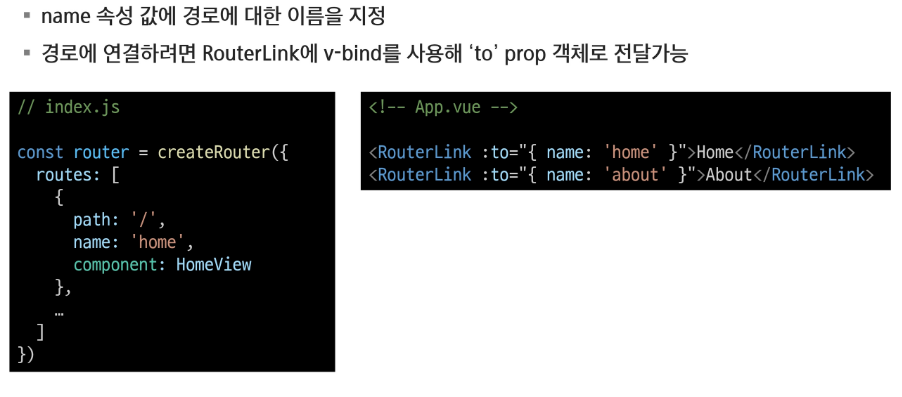 ▪ name 속성 값에 경로에 대한 이름을 지정
▪ 경로에 연결하려면 RouterLink에 v-bind를 사용해 ‘to’ prop 객체로 전달가능
// index.js
const router = createRouter({
  routes: [
    {
      path: '/',
      name: 'home',
      component: HomeView
    },
    …
  ]
})
<!-- App.vue -->
<RouterLink :to="{ name: 'home' }">Home</RouterLink>
<RouterLink :to="{ name: 'about' }">About</RouterLink>